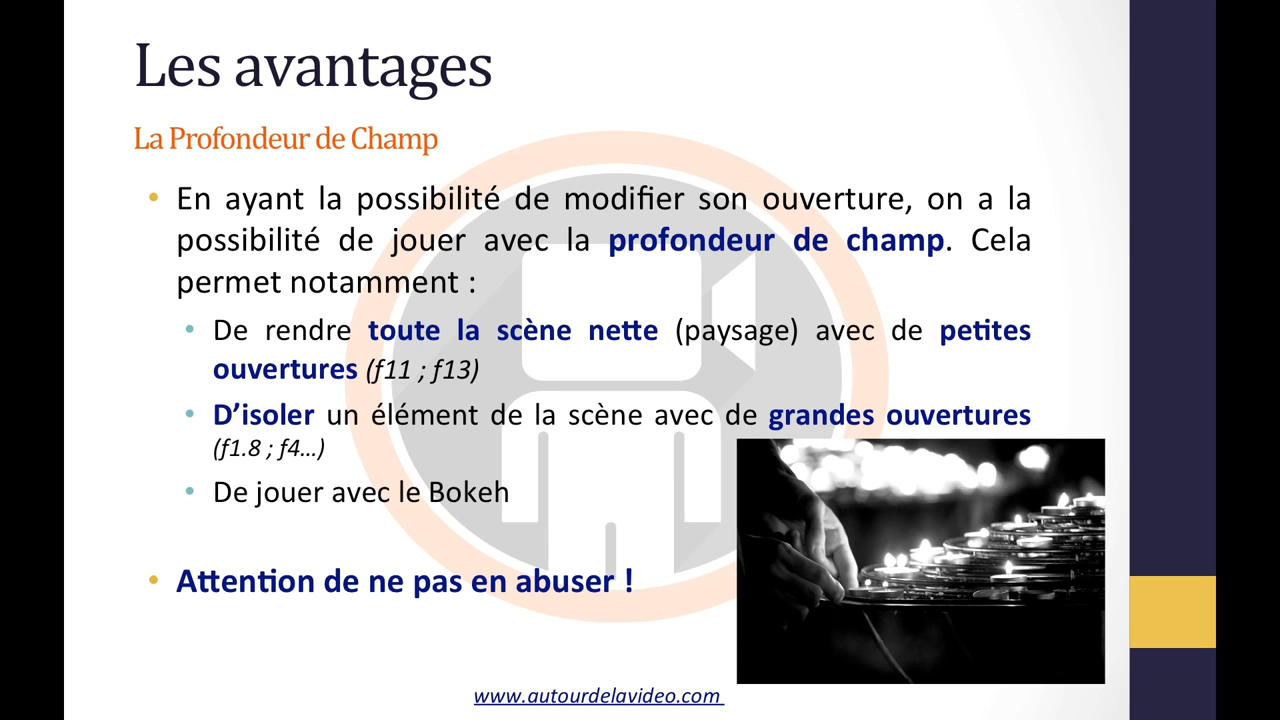 Les avantages
La Profondeur de Champ
• En ayant la possibilité de modifier son ouverture, on a la
possibilité de jouer avec la profondeur de champ. Cela
permet notamment :
• De rendre toute la scène nette (paysage) avec de petites
ouvertures (f11 ; f13)
• D’isoler un élément de la scène avec de grandes ouvertures
(f1.8 ; f4…)
• De jouer avec le Bokeh
• Attention de ne pas en abuser !
www.autourdelavideo.com